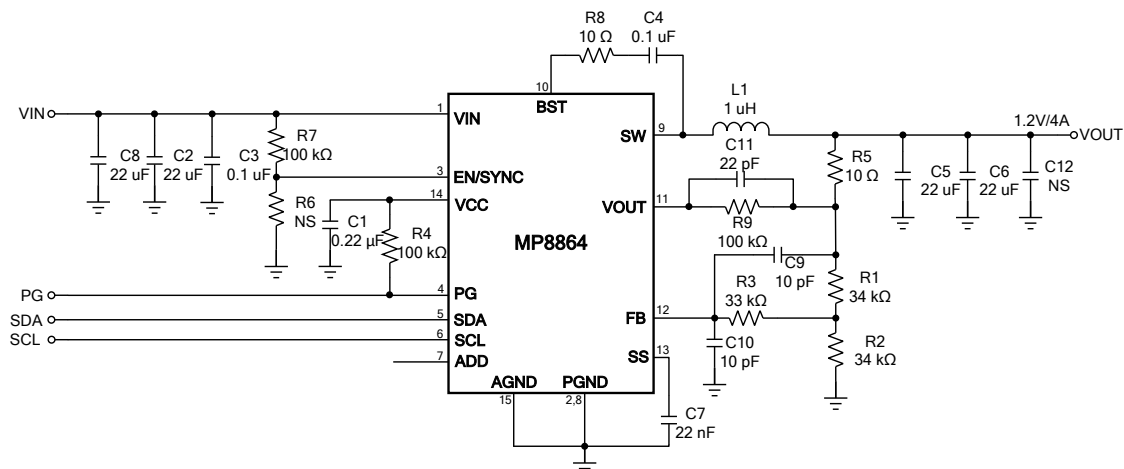 R8
10 Ω
C4
0.1 uF
10
BST
VIN
1
VIN
C8
22 uF
C2
22 uF
C3
0.1 uF
R7
100 kΩ
3
EN/SYNC
14
VCC
R6
NS
C1
0.22 µF
R4
100 kΩ
PG
4
PG
SDA
5
SDA
SCL
6
SCL
7
ADD
MP8864
AGND
15
PGND
2,8
SW
9
L1
1 uH
C11
22 pF
VOUT
11
R9
100 kΩ
R5
10 Ω
C5
22 uF
C6
22 uF
C12
NS
1.2V/4A
VOUT
C9
10 pF
R1
34 kΩ
R3
33 kΩ
FB
12
C10
10 pF
R2
34 kΩ
SS
13
C7
22 nF